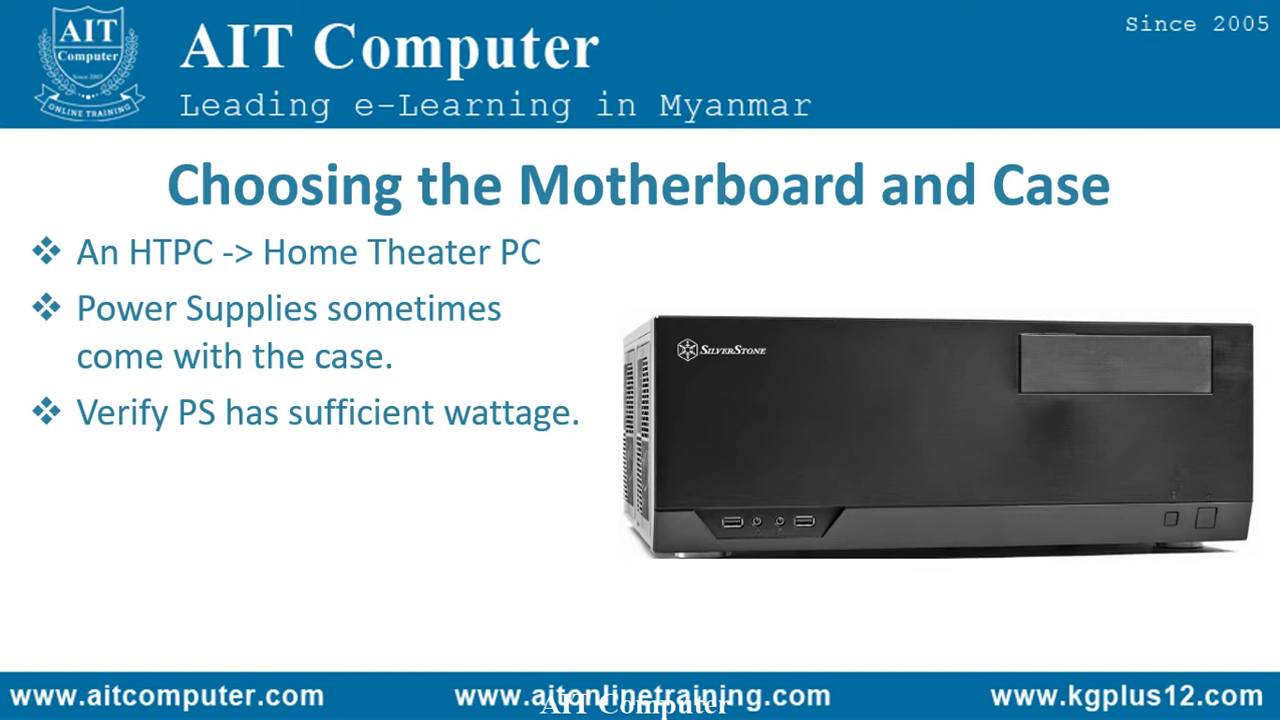 AIT
Computer
Since 2005
ONLINE TRAINING
AIT Computer
Leading e-Learning in Myanmar
Since 2005
Choosing the Motherboard and Case
❖ An HTPC -> Home Theater PC
❖ Power Supplies sometimes
come with the case.
❖ Verify PS has sufficient wattage.
SILVERSTONE
www.aitcomputer.com
www.aitonlinetraining.com
www.kgplus12.com
AIT Computer